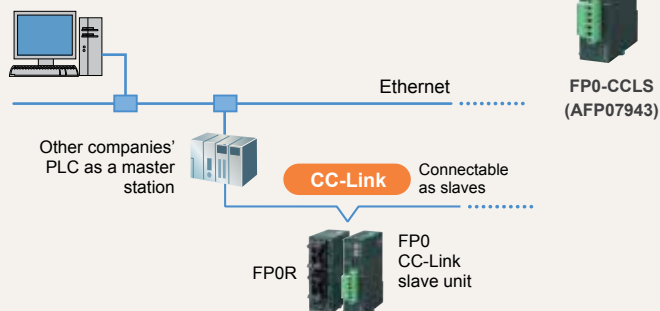 Ethernet
FP0-CCLS
(AFP07943)
Other companies'
PLC as a master
station
CC-Link
Connectable
as slaves
FP0R
FP0
CC-Link
slave unit